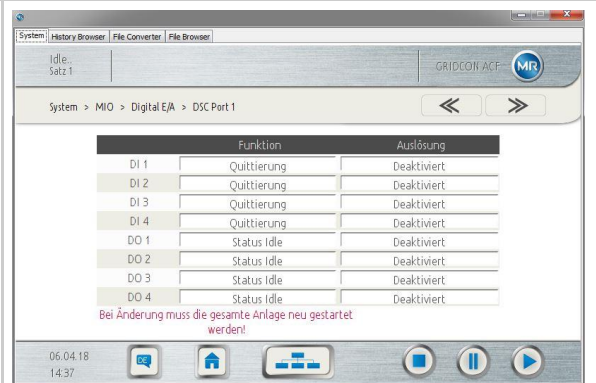 System History Browser File Converter File Browser
Idle..
Satz 1
GRIDCON ACF MR
System > MIO > Digital E/A > DSC Port 1
Funktion Auslösung
DI 1 Quittierung Deaktiviert
DI 2 Quittierung Deaktiviert
DI 3 Quittierung Deaktiviert
DI 4 Quittierung Deaktiviert
DO 1 Status Idle Deaktiviert
DO 2 Status Idle Deaktiviert
DO 3 Status Idle Deaktiviert
DO 4 Status Idle Deaktiviert
Bei Änderung muss die gesamte Anlage neu gestartet
werden!
06.04.18
14:37
DE